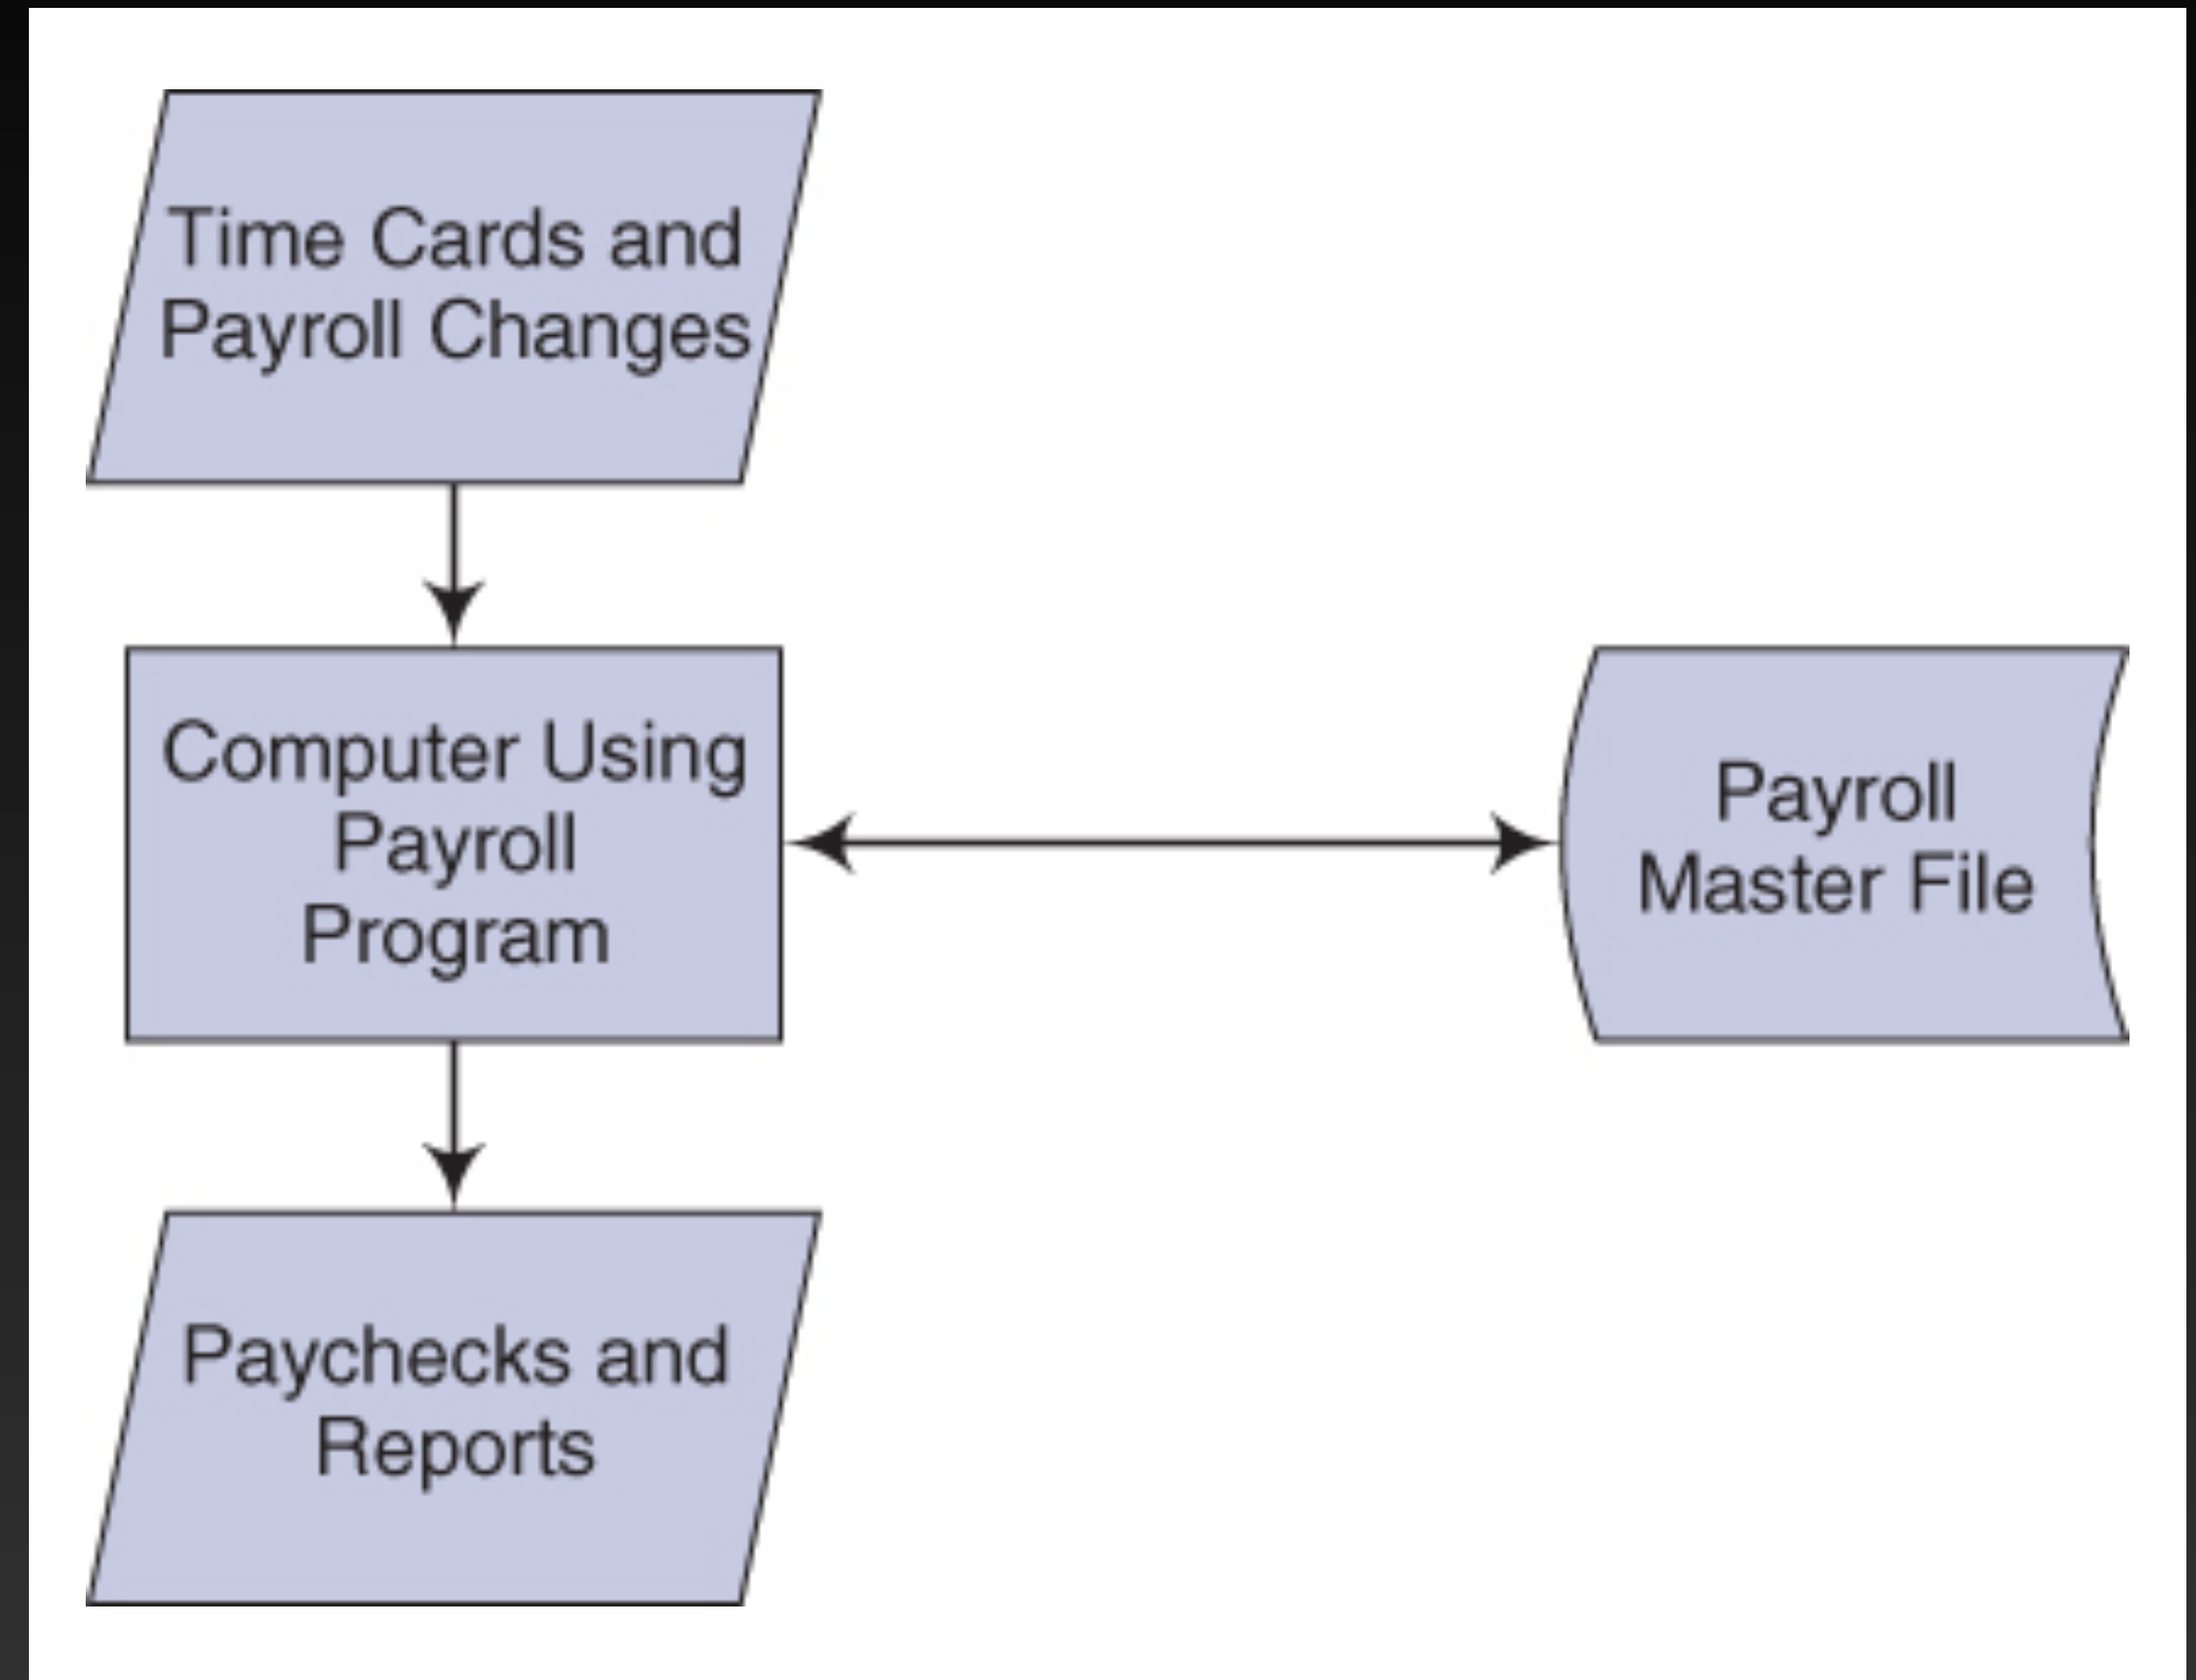 Time Cards and
Payroll Changes
Computer Using
Payroll
Program
Payroll
Master File
Paychecks and
Reports